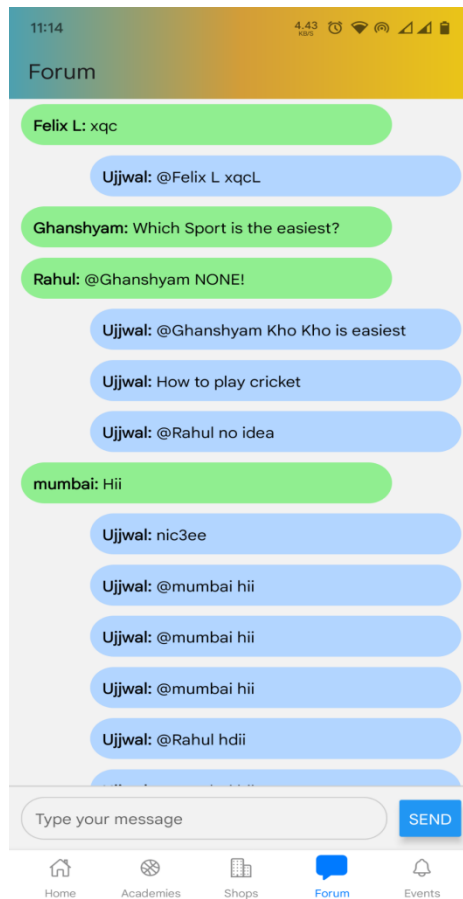 11:14
4.43
KB/S
Forum
Felix L: xqc
Ujjwal: @Felix L xqcL
Ghanshyam: Which Sport is the easiest?
Rahul: @Ghanshyam NONE!
Ujjwal: @Ghanshyam Kho Kho is easiest
Ujjwal: How to play cricket
Ujjwal: @Rahul no idea
mumbai: Hii
Ujjwal: nic3ee
Ujjwal: @mumbai hii
Ujjwal: @mumbai hii
Ujjwal: @mumbai hii
Ujjwal: @Rahul hdii
Type your message
SEND
Home
Academies
Shops
Forum
Events